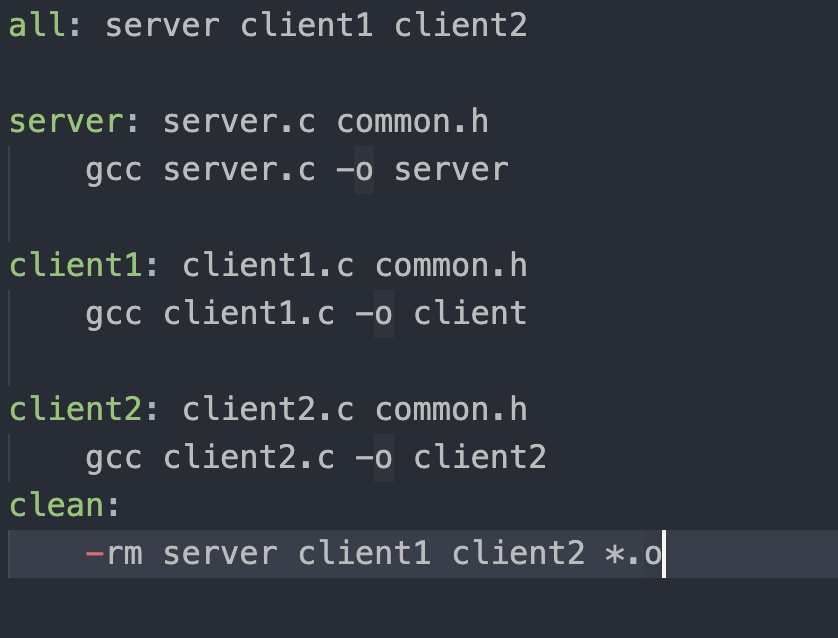 all: server client1 client2
server: server.c common.h
gcc server.c -o server
client1: client1.c common.h
gcc client1.c -o client
client2: client2.c common.h
gcc client2.c -o client2
clean:
-rm server client1 client2 *.o